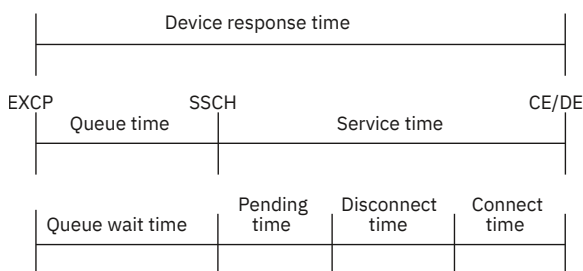 Device response time
EXCP SSCH CE/DE
Queue time Service time
Pending Disconnect Connect
Queue wait time time time time